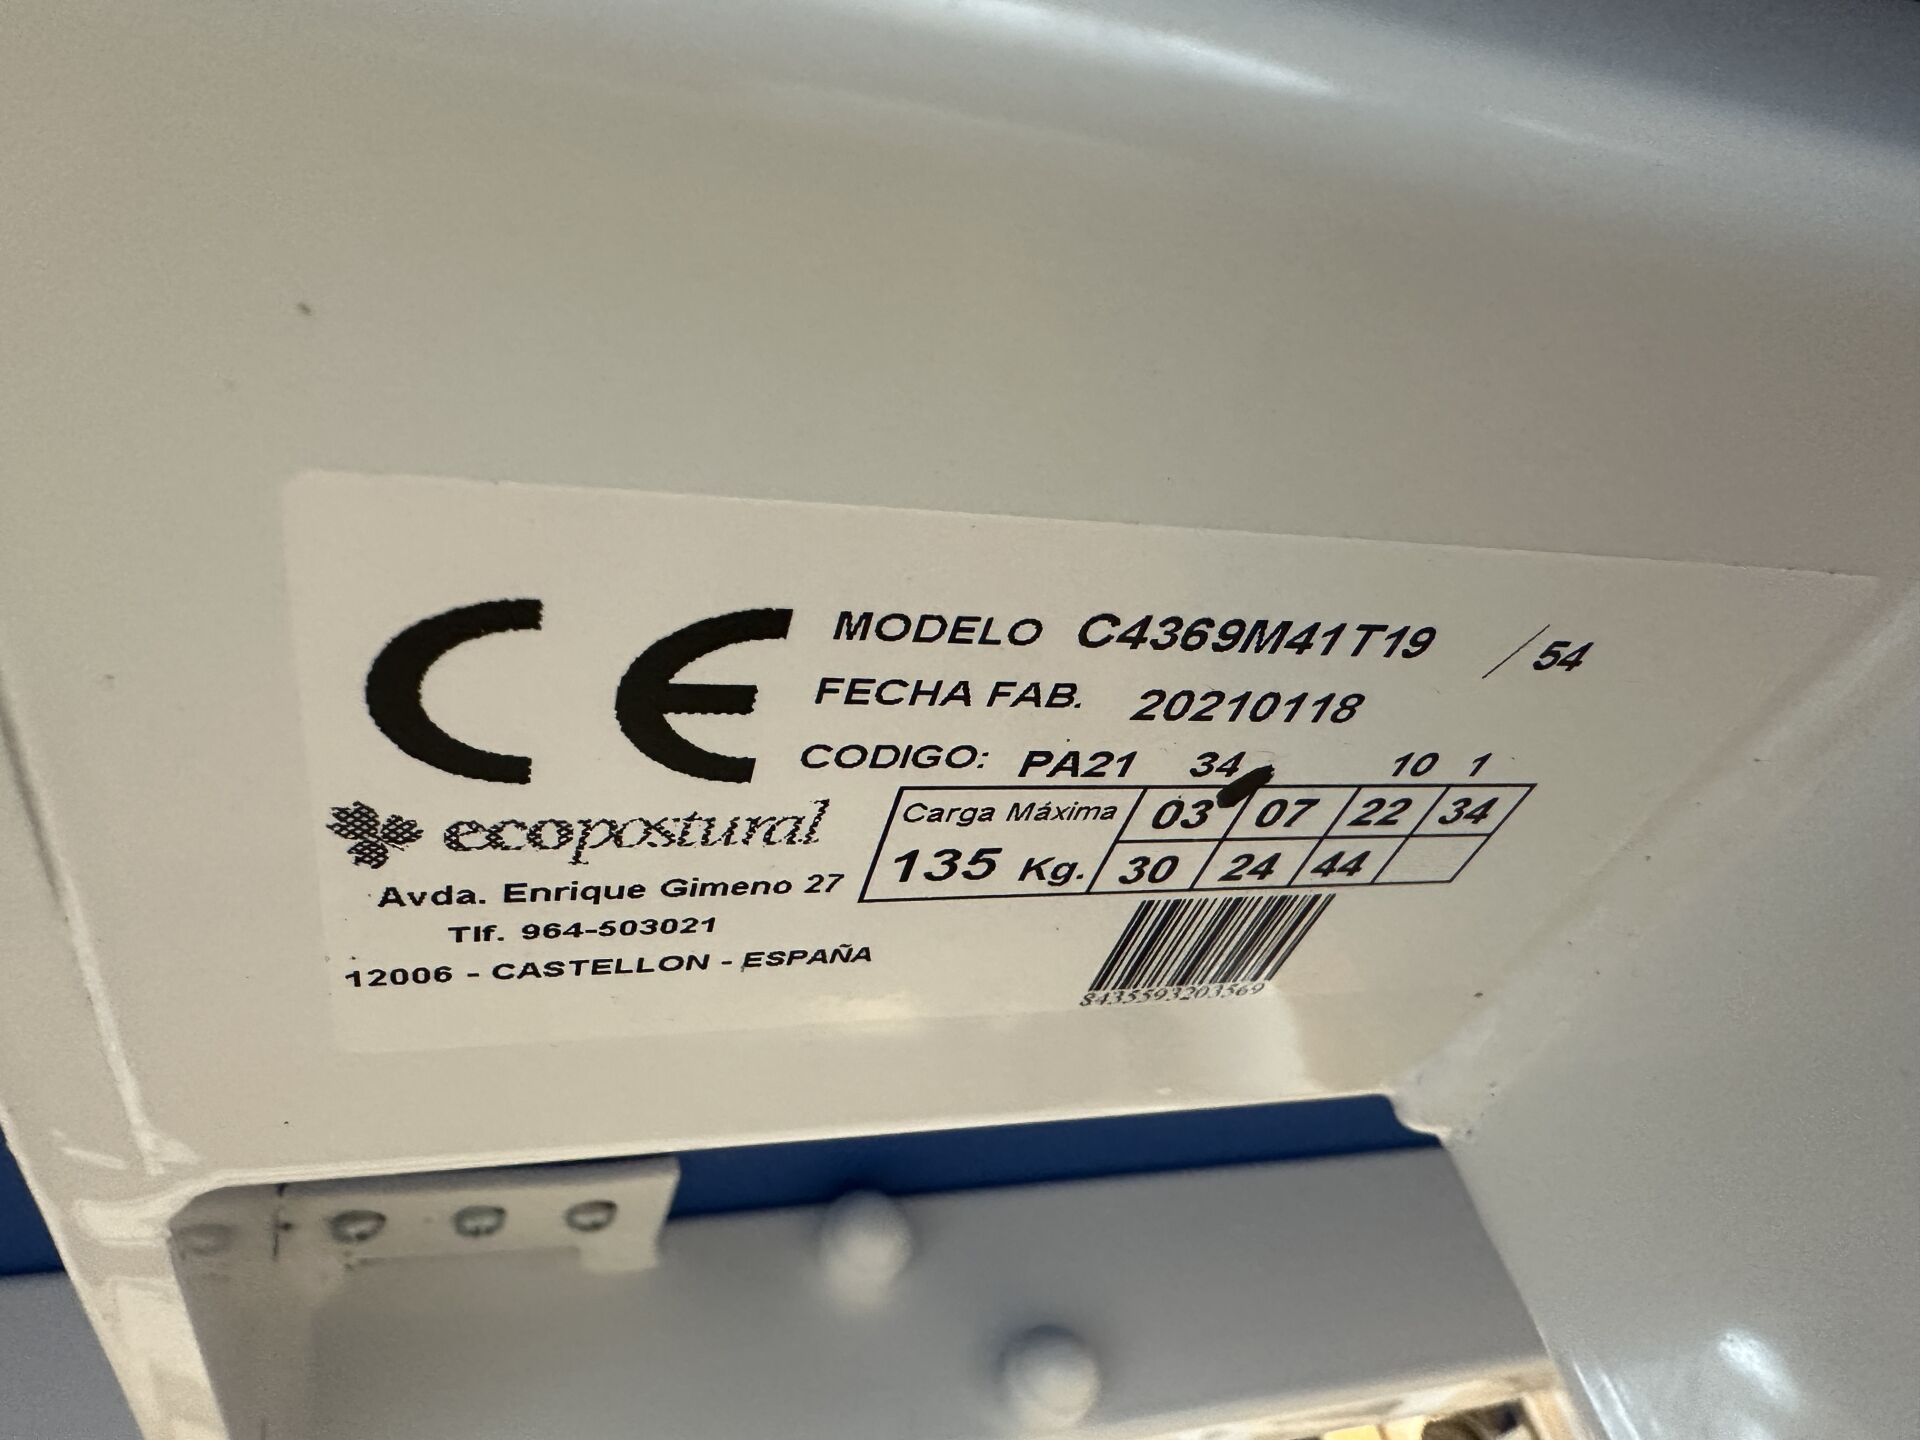 CE
MODELO C4369M41T19 / 54
FECHA FAB. 20210118
CODIGO: PA21 34 10 1
ecopostural
Carga Máxima 03 07 22 34
135 Kg. 30 24 44
Avda. Enrique Gimeno 27
Tlf. 964-503021
12006 - CASTELLON - ESPAÑA
8435593203569